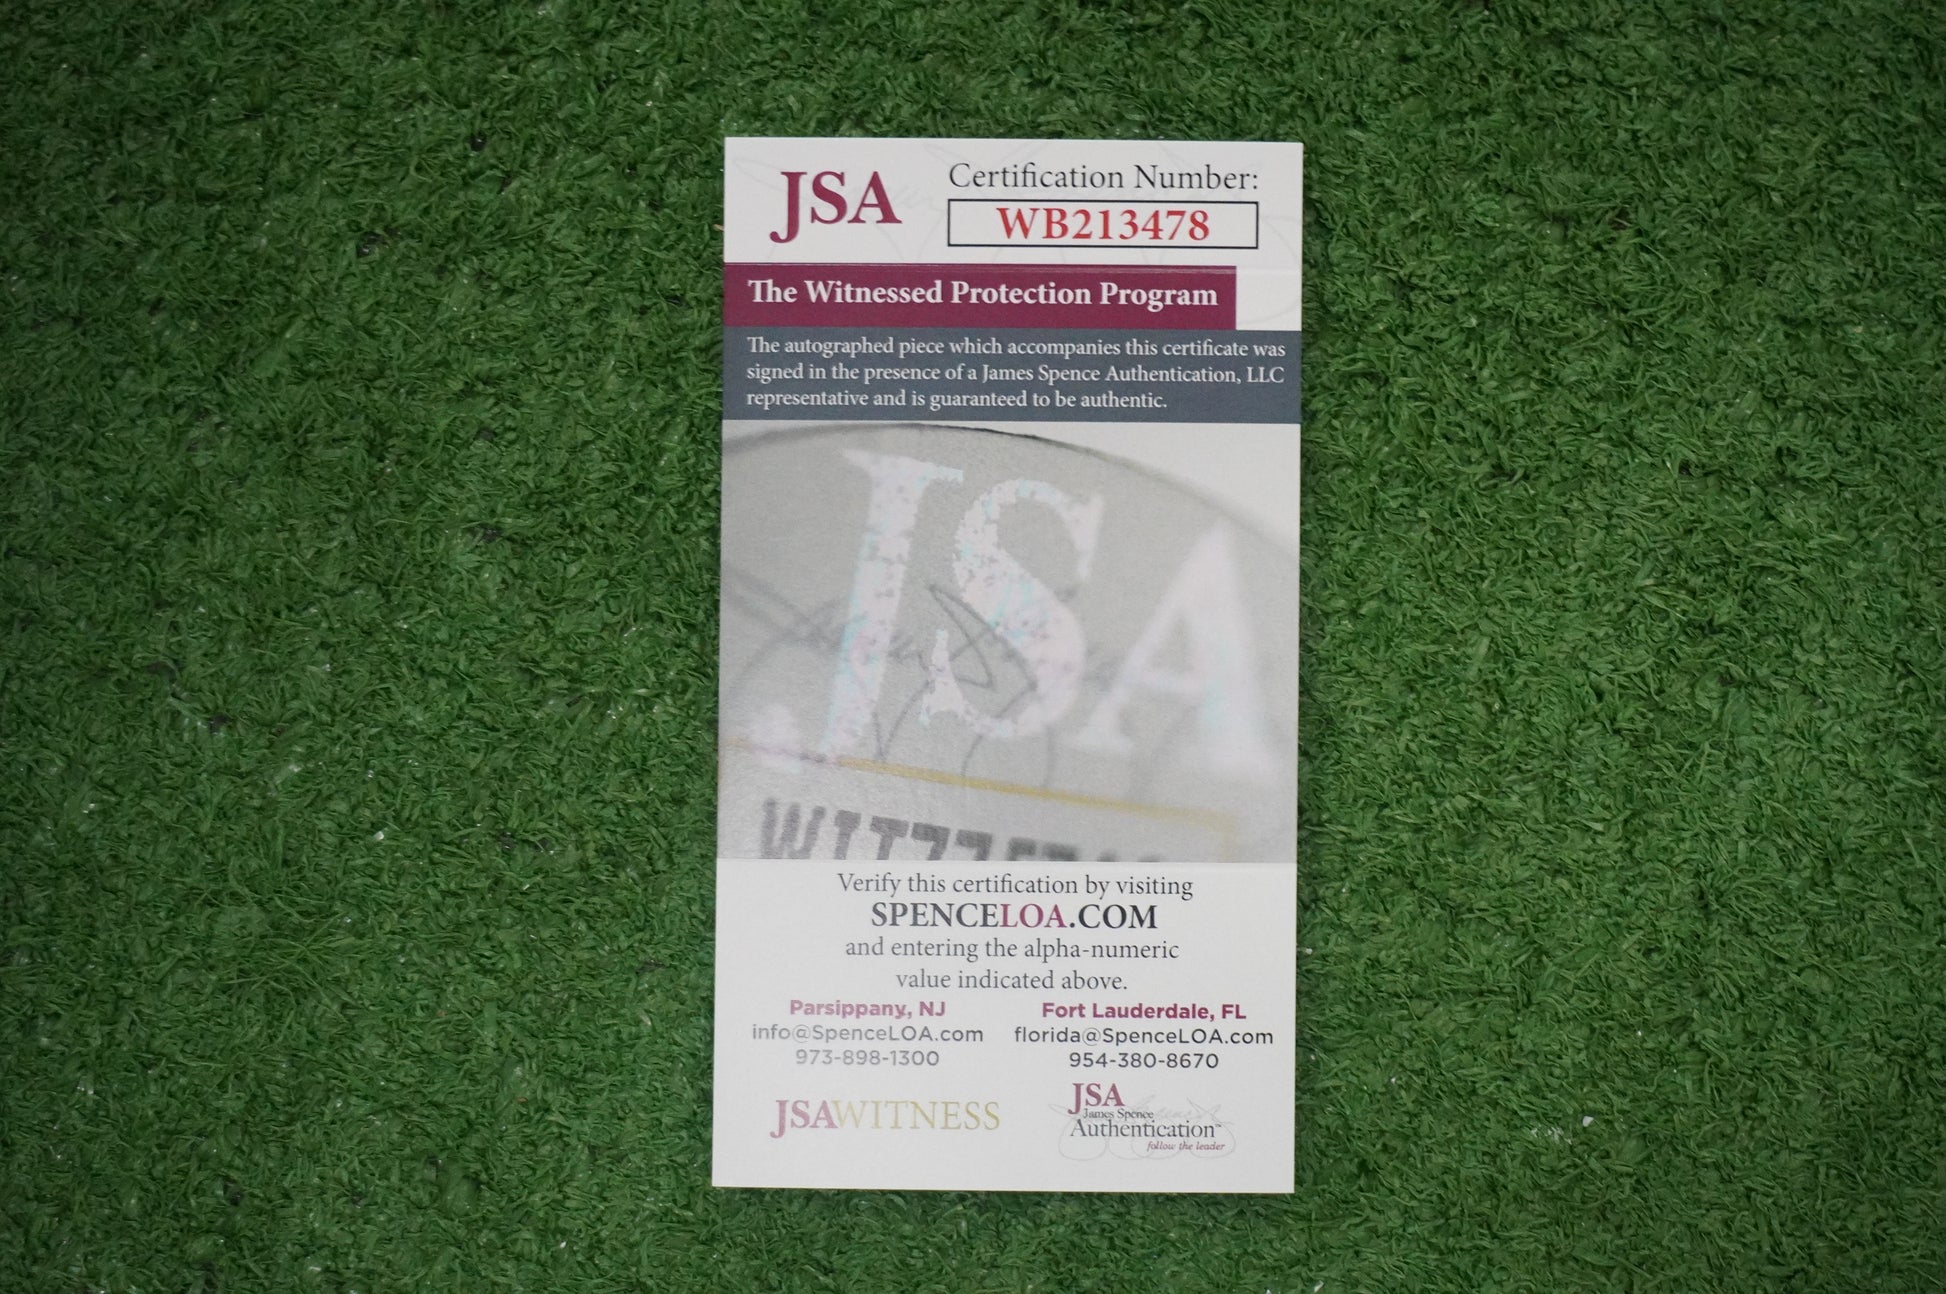 JSA
Certification Number:
WB213478
The Witnessed Protection Program
The autographed piece which accompanies this certificate was
signed in the presence of a James Spence Authentication, LLC
representative and is guaranteed to be authentic.
JSA
Verify this certification by visiting
SPENCELOA.COM
and entering the alpha-numeric
value indicated above.
Parsippany, NJ
info@SpenceLOA.com
973-898-1300
Fort Lauderdale, FL
florida@SpenceLOA.com
954-380-8670
JSAWITNESS
JSA
James Spence
Authentication™
follow the leader